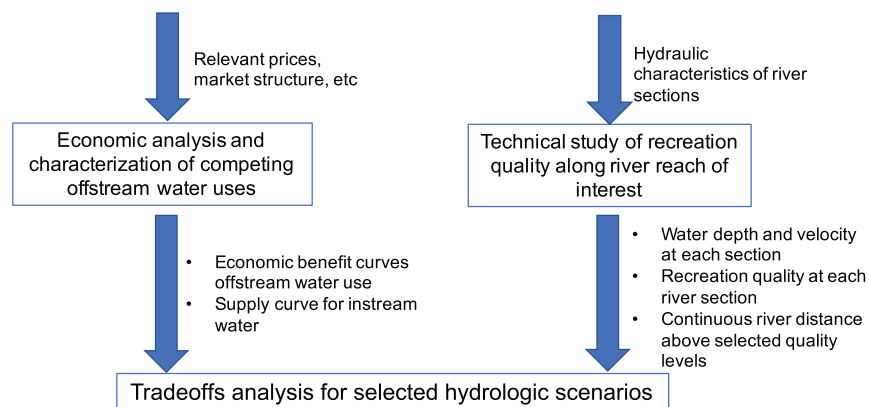 Relevant prices,
market structure, etc
Hydraulic
characteristics of river
sections
Economic analysis and
characterization of competing
offstream water uses
Technical study of recreation
quality along river reach of
interest
• Economic benefit curves
offstream water use
• Supply curve for instream
water
• Water depth and velocity
at each section
• Recreation quality at each
river section
• Continuous river distance
above selected quality
levels
Tradeoffs analysis for selected hydrologic scenarios